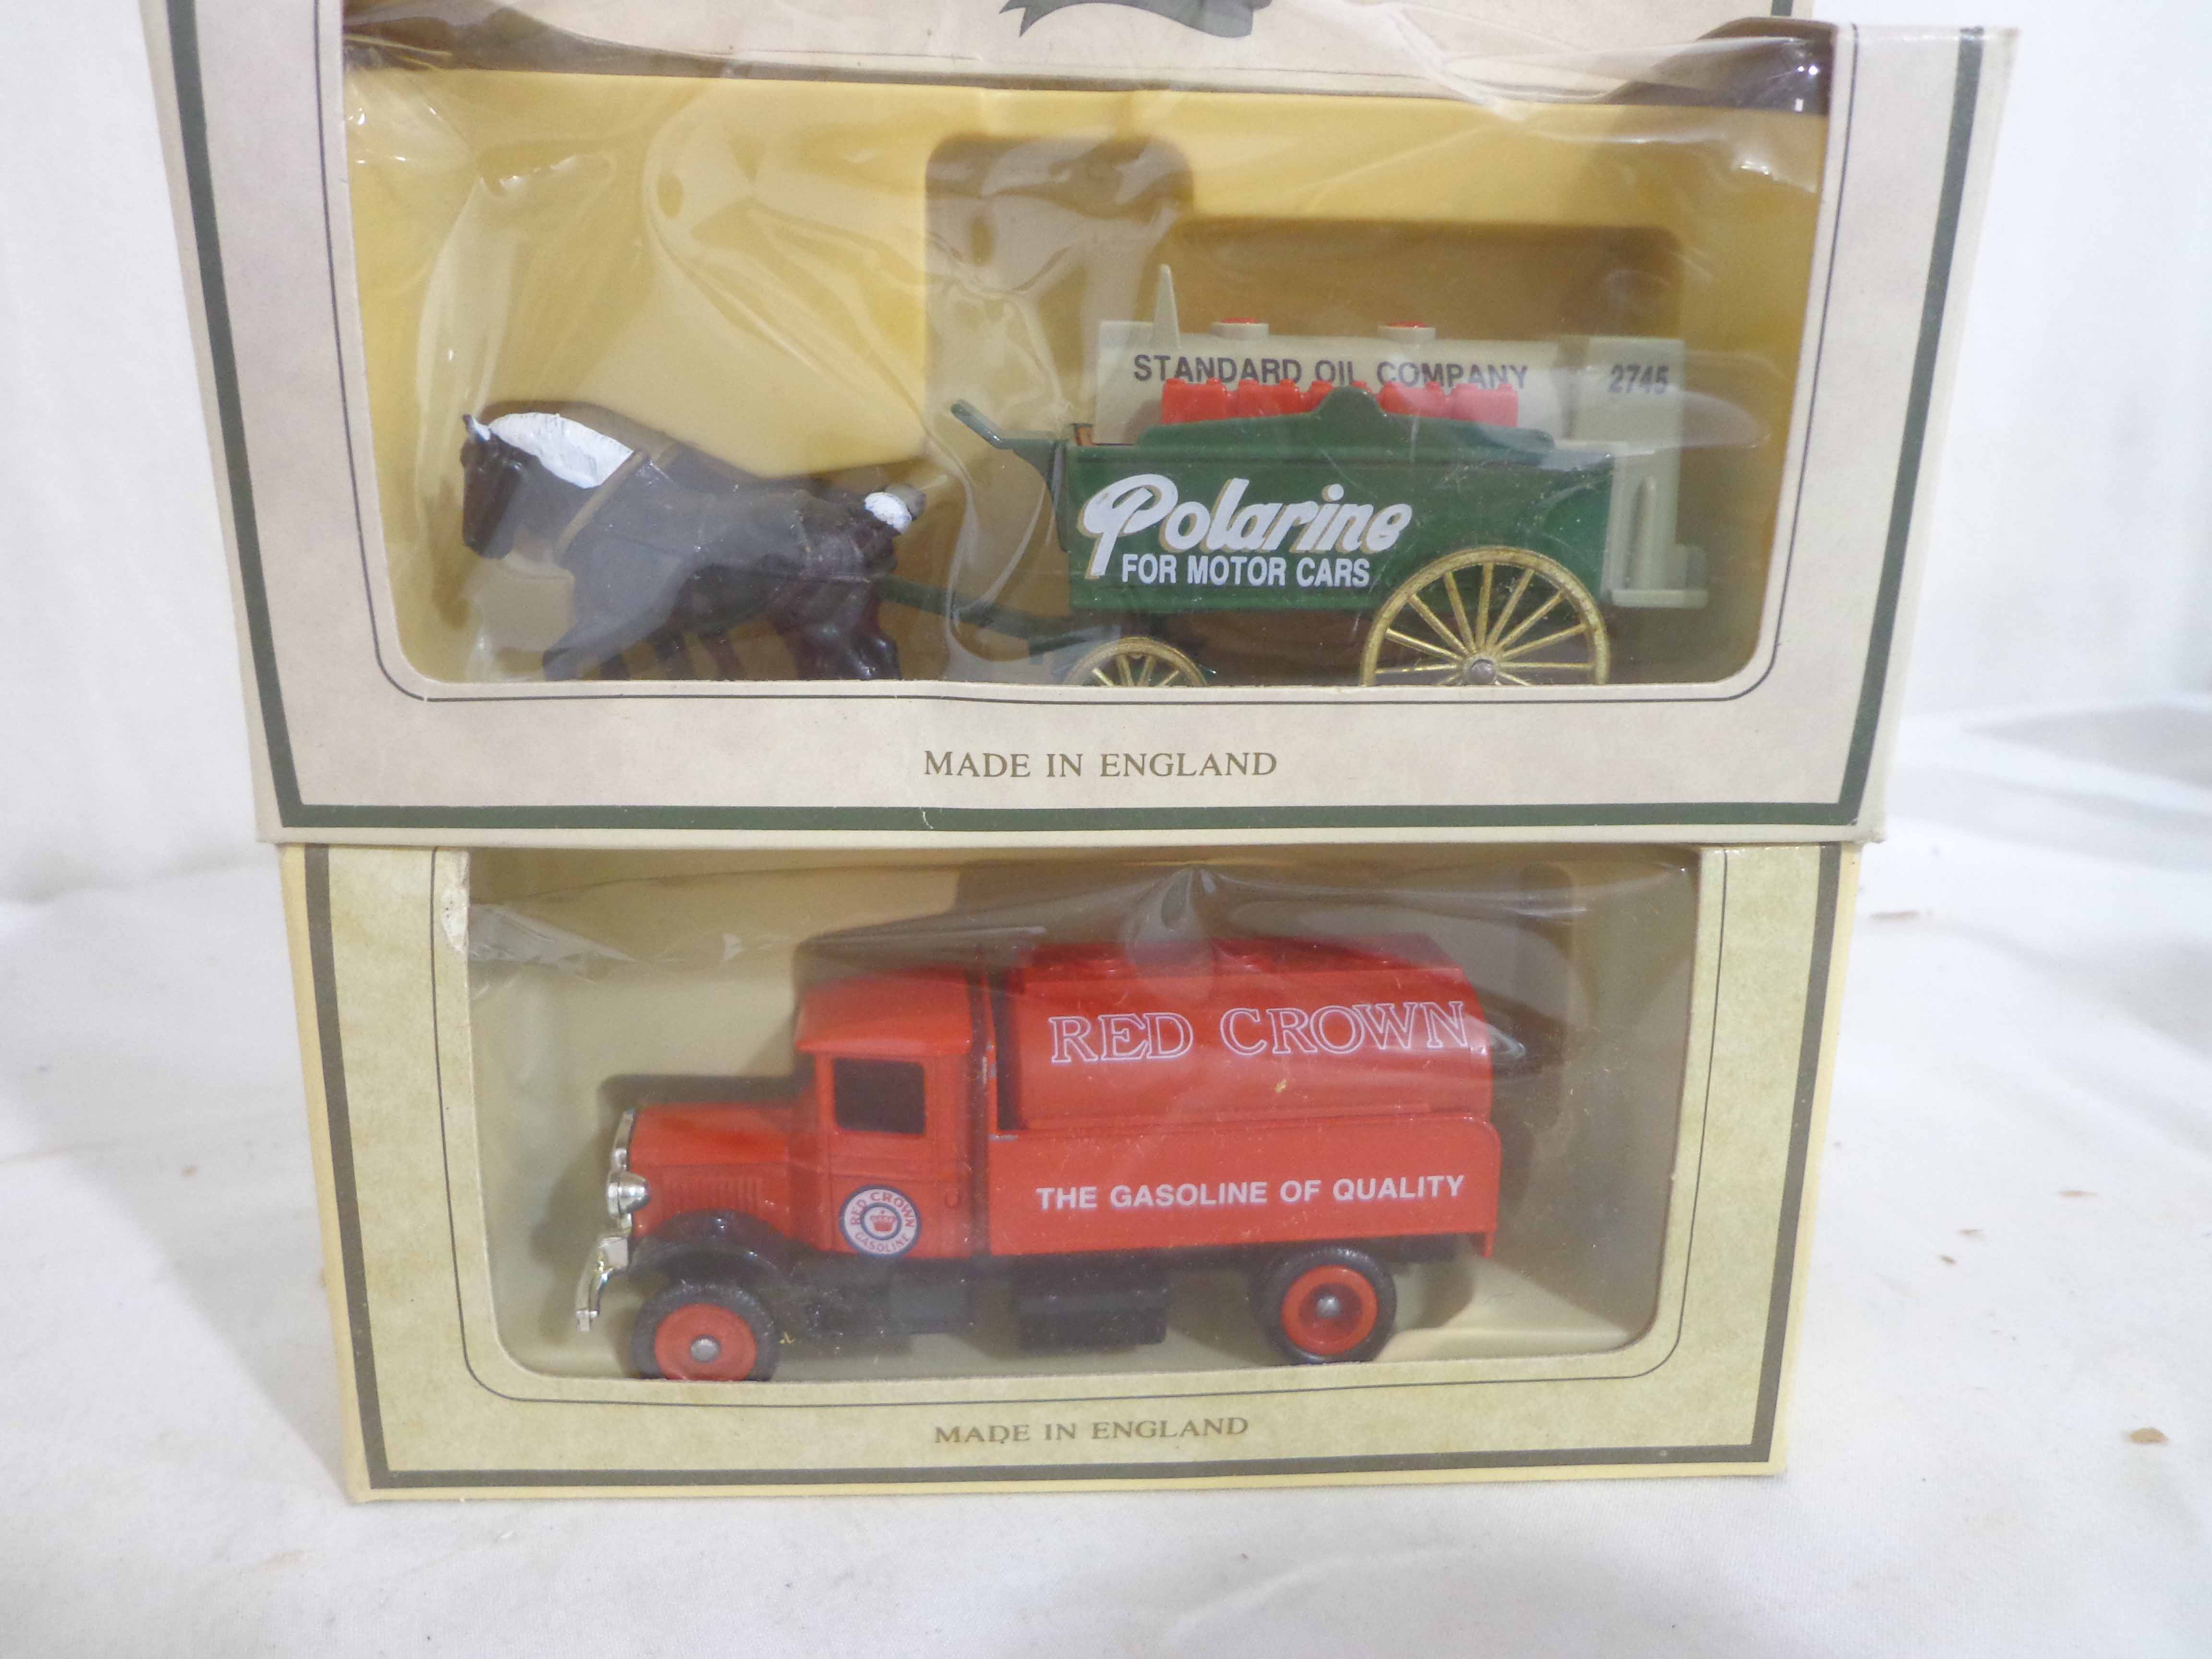 STANDARD OIL COMPANY 2745
Polarine
FOR MOTOR CARS
MADE IN ENGLAND
RED CROWN
THE GASOLINE OF QUALITY
RED CROWN
GASOLINE
MADE IN ENGLAND